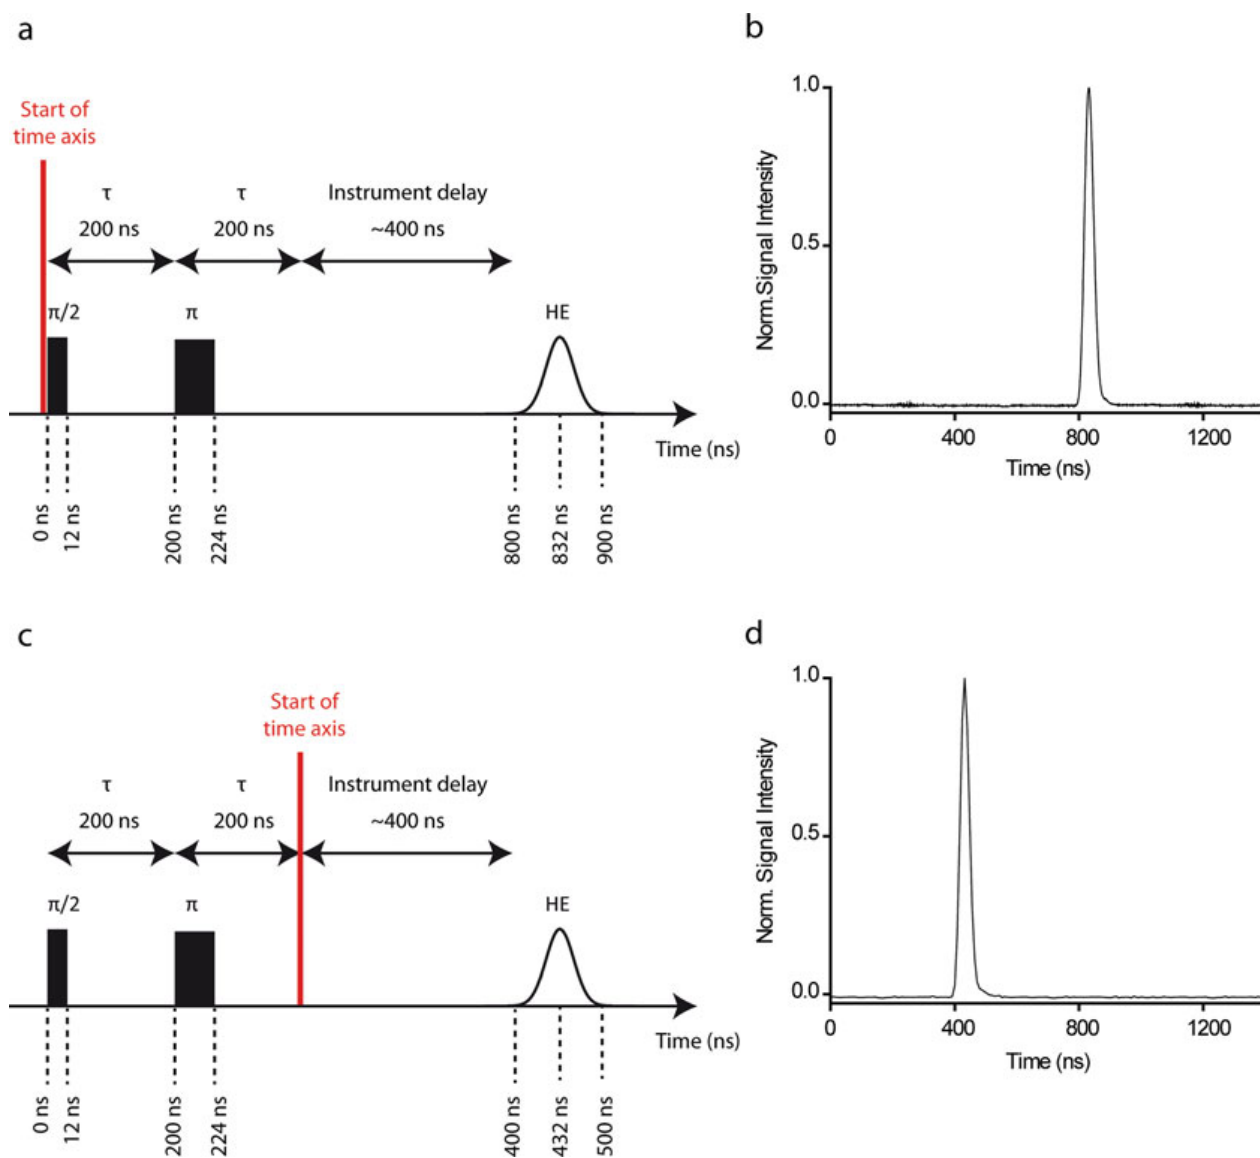 a
Start of
time axis
τ
200 ns
τ
200 ns
Instrument delay
~400 ns
π/2
π
HE
Time (ns)
0 ns
12 ns
200 ns
224 ns
800 ns
832 ns
900 ns
b
Norm.Signal Intensity
1.0
0.5
0.0
0
400
800
1200
Time (ns)
c
Start of
time axis
τ
200 ns
τ
200 ns
Instrument delay
~400 ns
π/2
π
HE
Time (ns)
0 ns
12 ns
200 ns
224 ns
400 ns
432 ns
500 ns
d
Norm. Signal Intensity
1.0
0.5
0.0
0
400
800
1200
Time (ns)